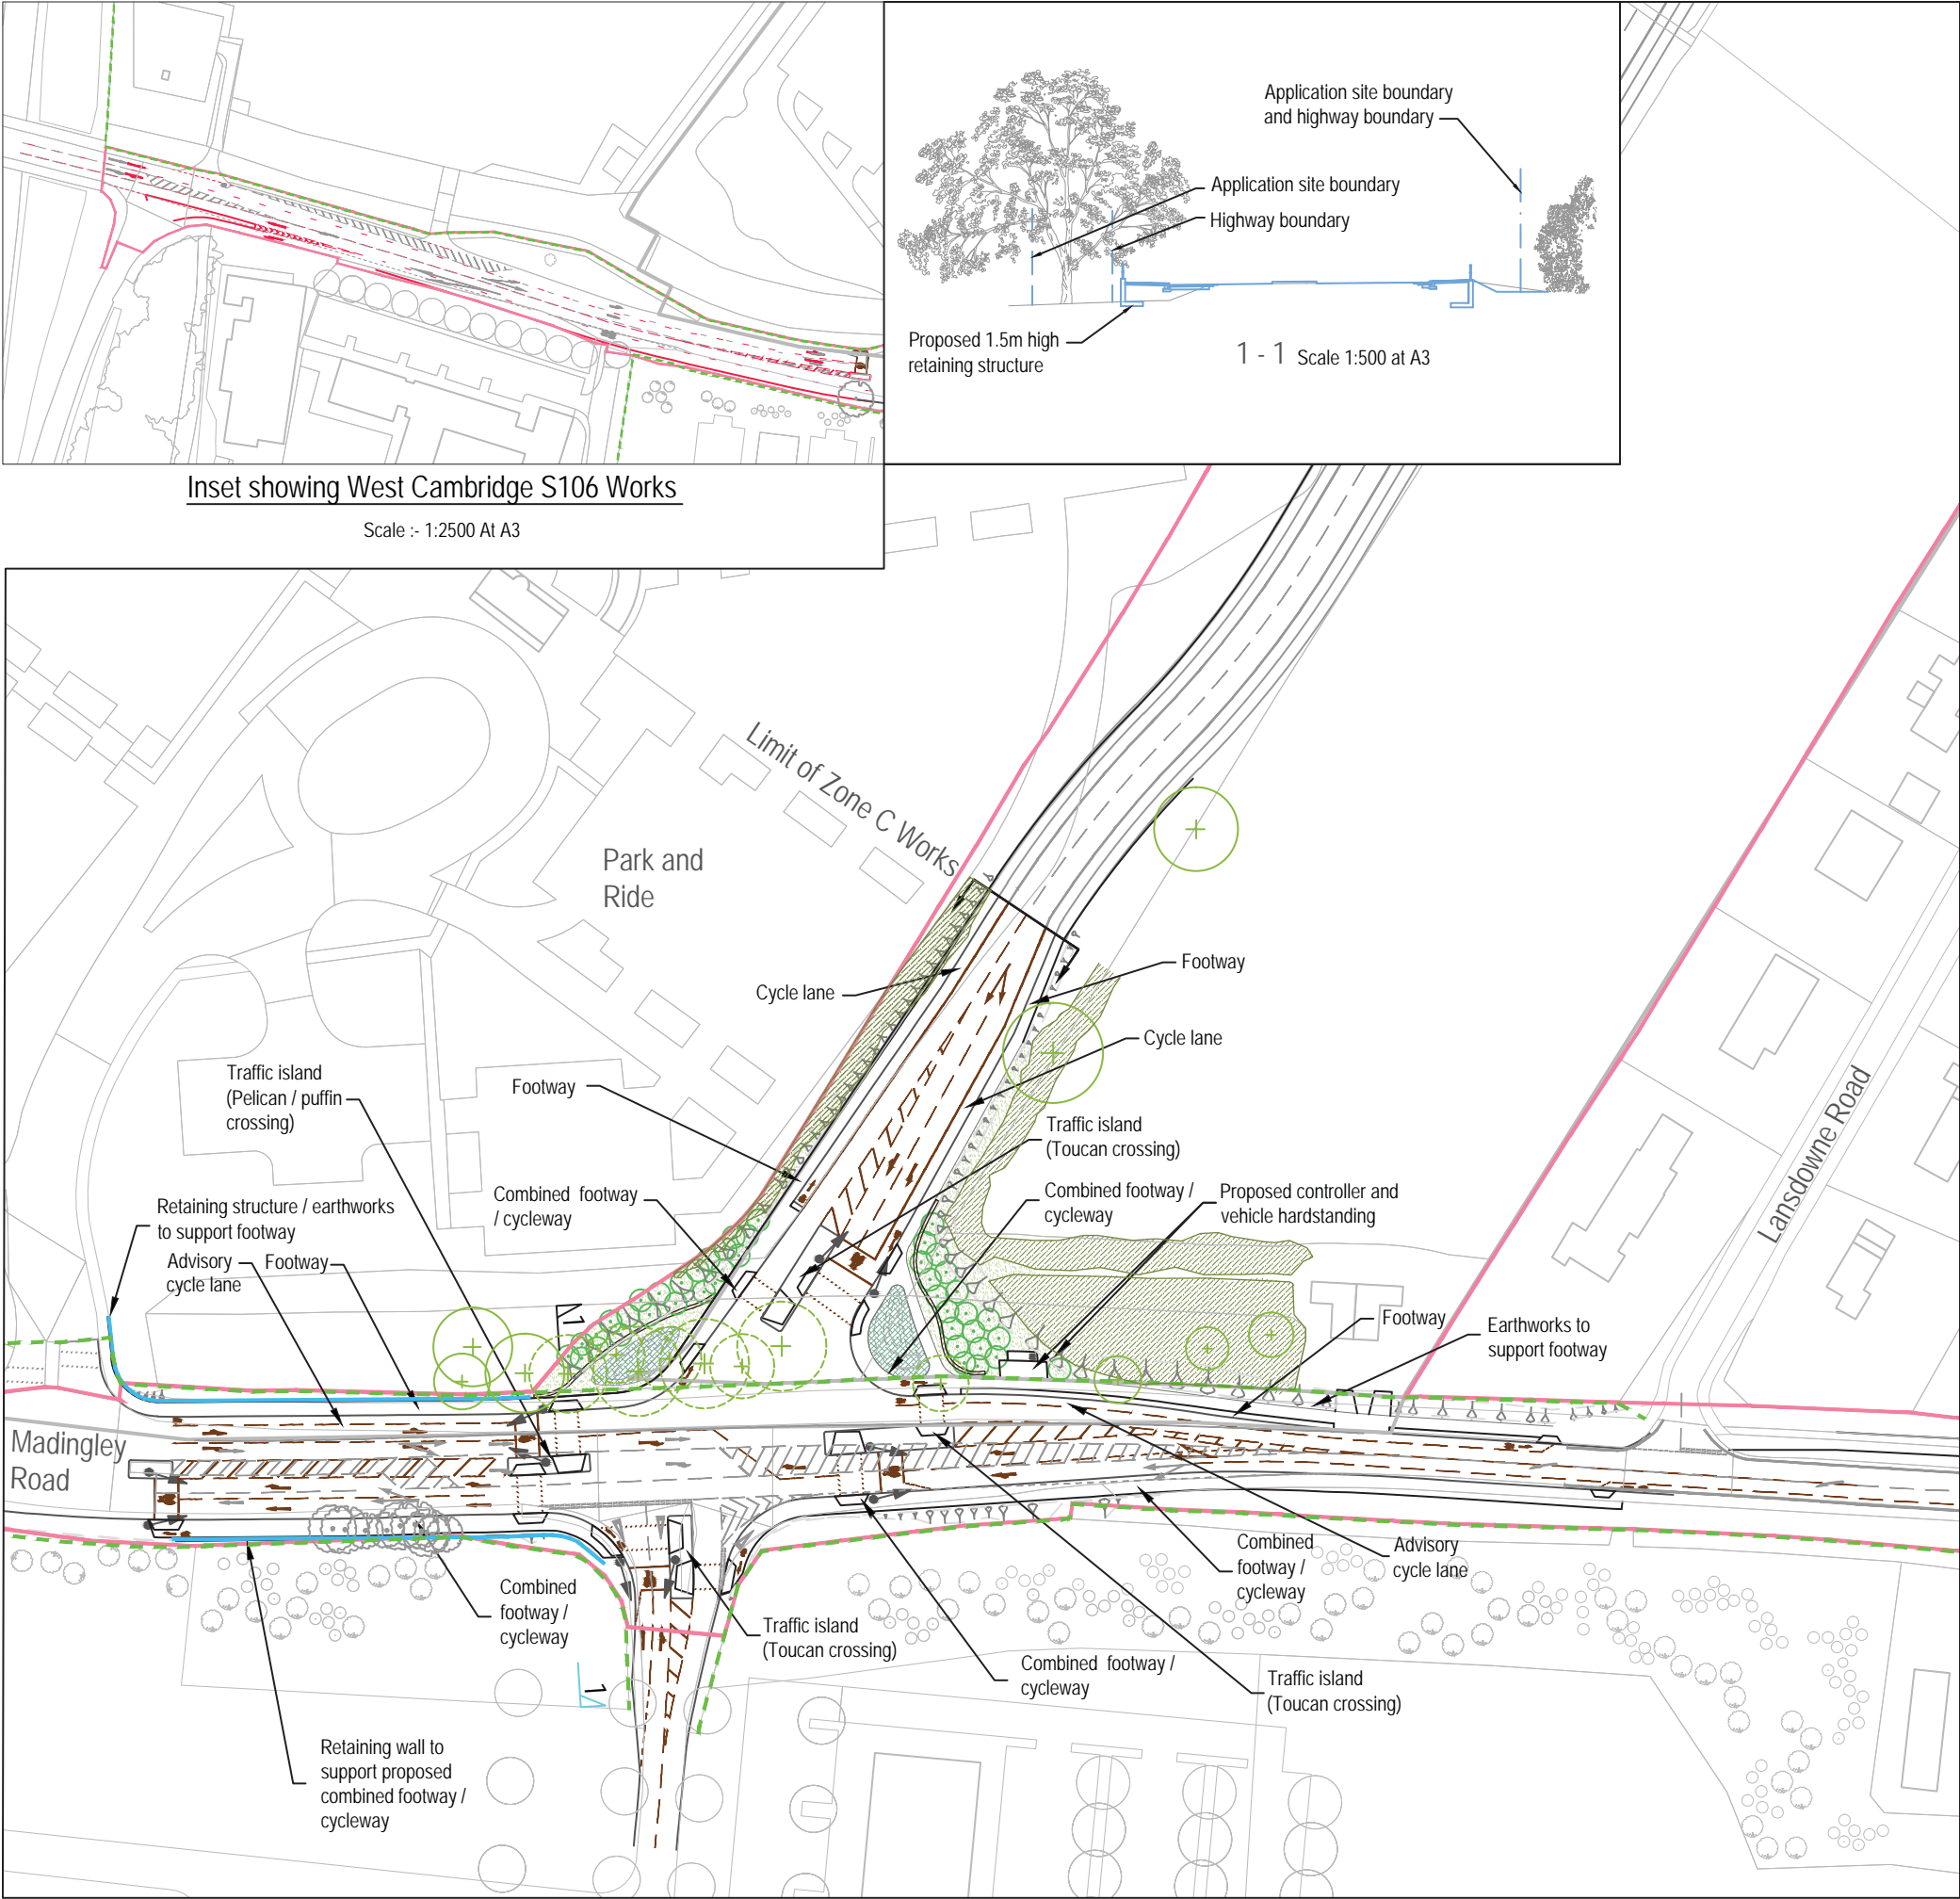 Application site boundary
and highway boundary
Application site boundary
Highway boundary
Proposed 1.5m high
retaining structure
1 - 1 Scale 1:500 at A3
Inset showing West Cambridge S106 Works
Scale :- 1:2500 At A3
Limit of Zone C Works
Park and
Ride
Cycle lane
Footway
Cycle lane
Traffic island
(Pelican / puffin
crossing)
Footway
Traffic island
(Toucan crossing)
Combined footway
/ cycleway
Combined footway /
cycleway
Proposed controller and
vehicle hardstanding
Lansdowne Road
Retaining structure / earthworks
to support footway
Advisory
cycle lane
Footway
1
Footway
Earthworks to
support footway
Madingley
Road
Combined
footway /
cycleway
Advisory
cycle lane
Combined
footway /
cycleway
Traffic island
(Toucan crossing)
Combined footway /
cycleway
Traffic island
(Toucan crossing)
1
Retaining wall to
support proposed
combined footway /
cycleway